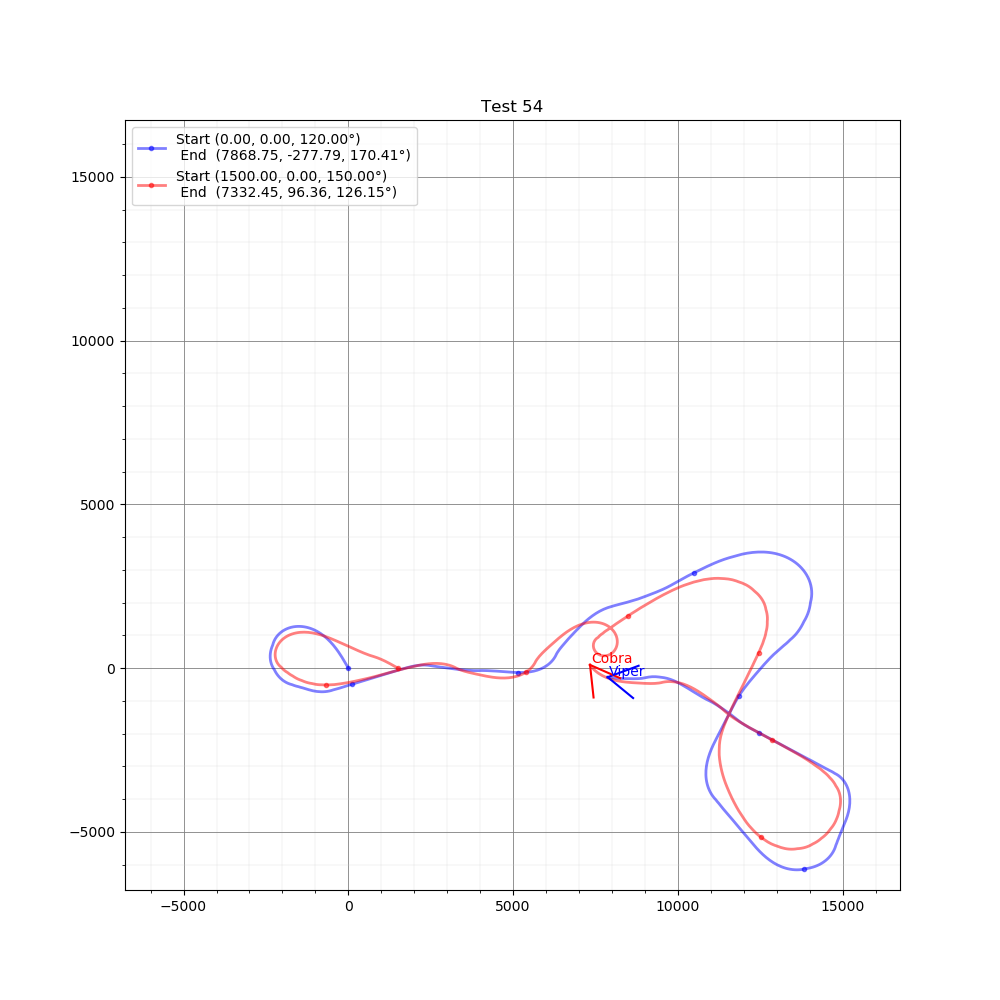 Test 54
Start (0.00, 0.00, 120.00°)
End (7868.75, -277.79, 170.41°)
Start (1500.00, 0.00, 150.00°)
End (7332.45, 96.36, 126.15°)
15000
10000
5000
0
−5000
Cobra
Viper
−5000 0 5000 10000 15000